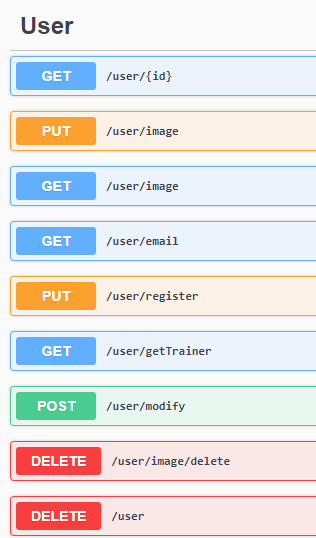 User
GET /user/{id}
PUT /user/image
GET /user/image
GET /user/email
PUT /user/register
GET /user/getTrainer
POST /user/modify
DELETE /user/image/delete
DELETE /user